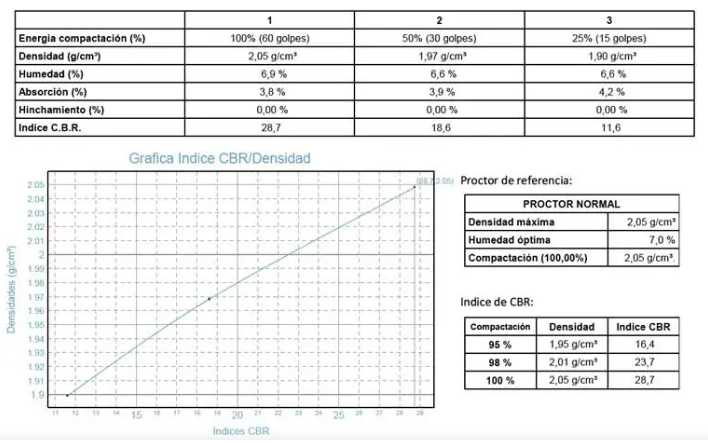 1 2 3
Energia compactación (%) 100% (60 golpes) 50% (30 golpes) 25% (15 golpes)
Densidad (g/cm³) 2,05 g/cm³ 1,97 g/cm³ 1,90 g/cm³
Humedad (%) 6,9 % 6,6 % 6,6 %
Absorción (%) 3,8 % 3,9 % 4,2 %
Hinchamiento (%) 0,00 % 0,00 % 0,00 %
Indice C.B.R. 28,7 18,6 11,6
Grafica Indice CBR/Densidad
(28.7,2.05)
2.05
2.04
2.03
2.02
2.01
2
1.99
1.98
1.97
1.96
1.95
1.94
1.93
1.92
1.91
1.9
Densidades (g/cm³)
11 12 13 14 15 16 17 18 19 20 21 22 23 24 25 26 27 28 29
Indices CBR
Proctor de referencia:
PROCTOR NORMAL
Densidad máxima 2,05 g/cm³
Humedad óptima 7,0 %
Compactación (100,00%) 2,05 g/cm³.
Indice de CBR:
Compactación Densidad Indice CBR
95 % 1,95 g/cm³ 16,4
98 % 2,01 g/cm³ 23,7
100 % 2,05 g/cm³ 28,7